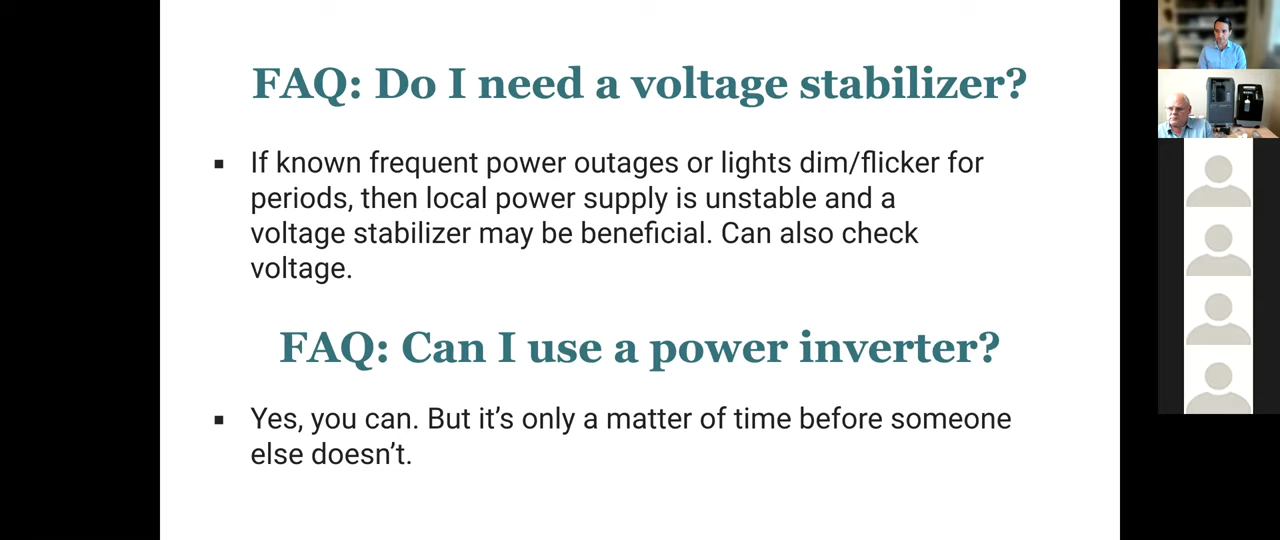 FAQ: Do I need a voltage stabilizer?
▪ If known frequent power outages or lights dim/flicker for
periods, then local power supply is unstable and a
voltage stabilizer may be beneficial. Can also check
voltage.
FAQ: Can I use a power inverter?
▪ Yes, you can. But it’s only a matter of time before someone
else doesn’t.